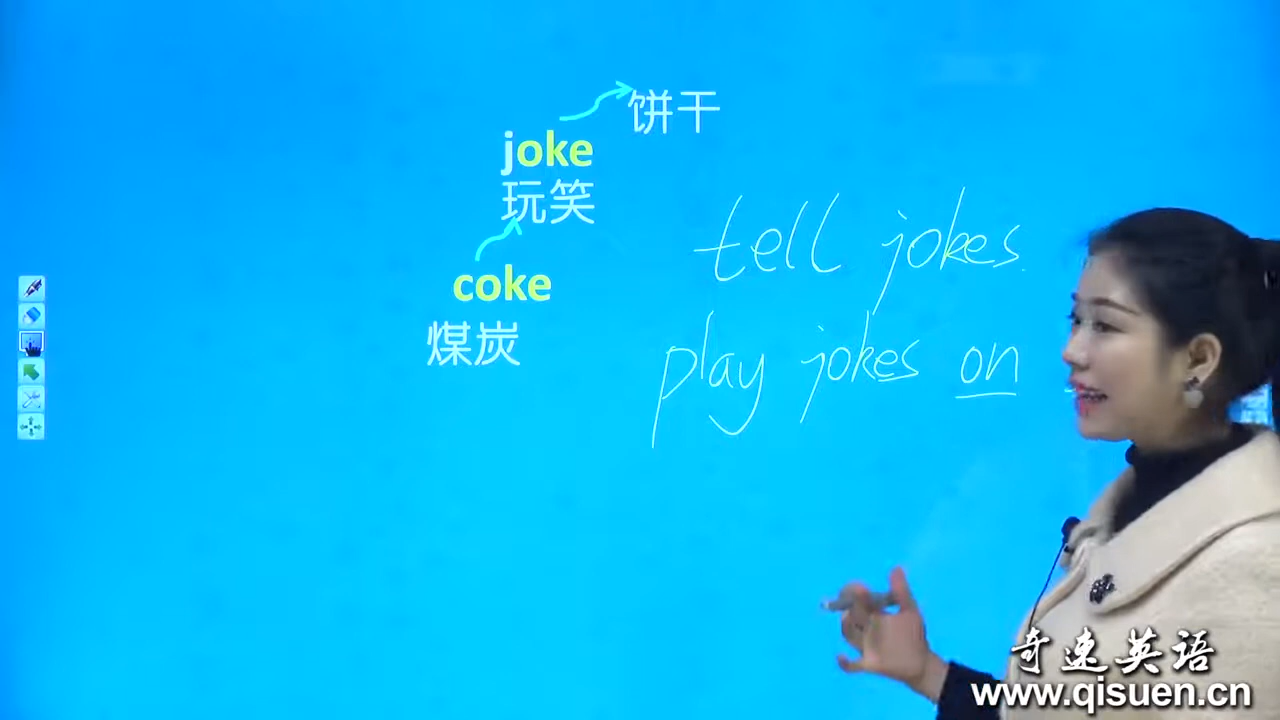 饼干
joke
玩笑
coke
煤炭
tell jokes.
play jokes on
奇速英语
www.qisuen.cn